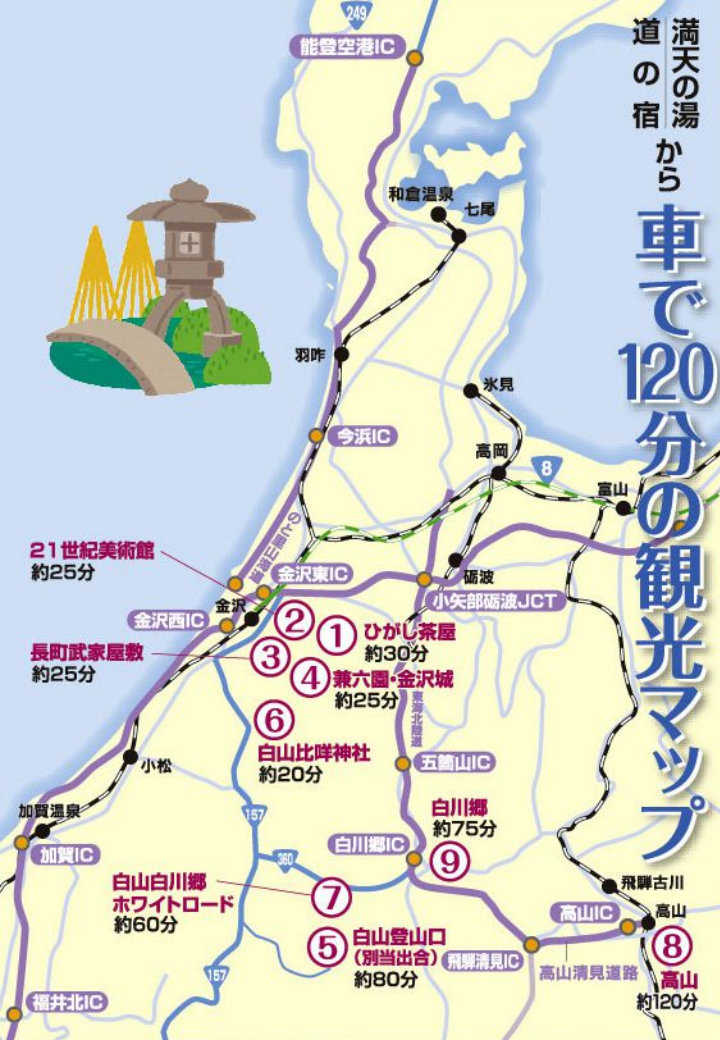 満天の湯
道の宿
から
車で120分の観光マップ
249
能登空港IC
和倉温泉
七尾
羽咋
氷見
今浜IC
高岡
8
富山
のと里山海道
21世紀美術館
約25分
金沢東IC
砺波
金沢
小矢部砺波JCT
金沢西IC
②
①
ひがし茶屋
約30分
長町武家屋敷
約25分
③
④
兼六園・金沢城
約25分
東海北陸道
⑥
白山比咩神社
約20分
小松
五箇山IC
加賀温泉
157
白川郷
約75分
加賀IC
360
白川郷IC
⑨
白山白川郷
ホワイトロード
約60分
⑦
飛騨古川
高山IC
高山
⑤
白山登山口
(別当出合)
約80分
飛騨清見IC
高山清見道路
⑧
高山
約120分
157
福井北IC